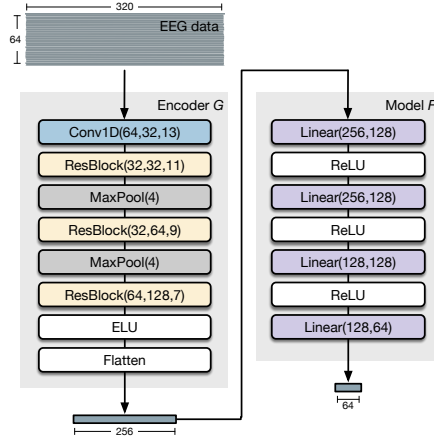 320
64
EEG data
Encoder G
Conv1D(64,32,13)
ResBlock(32,32,11)
MaxPool(4)
ResBlock(32,64,9)
MaxPool(4)
ResBlock(64,128,7)
ELU
Flatten
256
Model F
Linear(256,128)
ReLU
Linear(256,128)
ReLU
Linear(128,128)
ReLU
Linear(128,64)
64